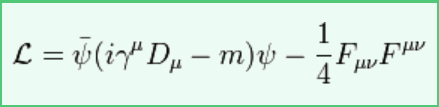 ℒ = ψ̄(iγ^μ D_μ − m)ψ − 1/4 F_μν F^μν